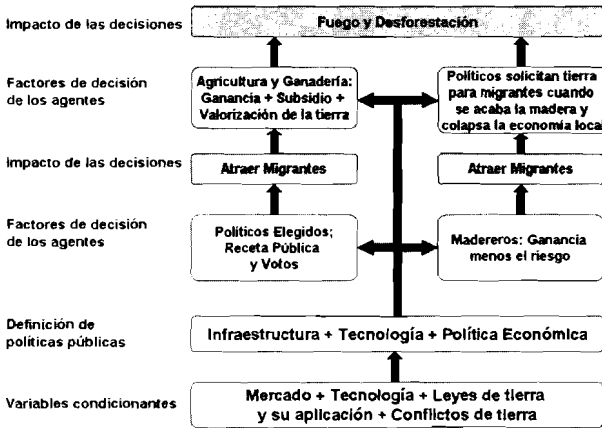 Impacto de las decisiones
Fuego y Desforestación
Factores de decisión
de los agentes
Agricultura y Ganadería:
Ganancia + Subsidio +
Valorización de la tierra
Políticos solicitan tierra
para migrantes cuando
se acaba la madera y
colapsa la economía local
Impacto de las decisiones
Atraer Migrantes
Atraer Migrantes
Factores de decisión
de los agentes
Políticos Elegidos;
Receta Pública
y Votos
Madereros: Ganancia
menos el riesgo
Definición de
políticas públicas
Infraestructura + Tecnología + Política Económica
Variables condicionantes
Mercado + Tecnología + Leyes de tierra
y su aplicación + Conflictos de tierra